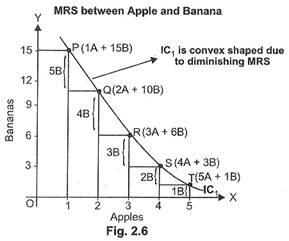 MRS between Apple and Banana
Y
15
P(1A + 15B)
IC₁ is convex shaped due
to diminishing MRS
5B
12
Q(2A + 10B)
9
4B
Bananas
6
R(3A + 6B)
3B
3
S(4A + 3B)
2B
T(5A + 1B)
1B
IC₁
X
O
1 2 3 4 5
Apples
Fig. 2.6